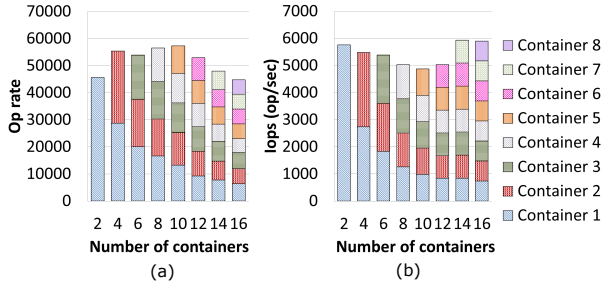 70000
60000
50000
40000
30000
20000
10000
0
Op rate
2 4 6 8 10 12 14 16
Number of containers
(a)
7000
6000
5000
4000
3000
2000
1000
0
Iops (op/sec)
2 4 6 8 10 12 14 16
Number of containers
(b)
Container 8
Container 7
Container 6
Container 5
Container 4
Container 3
Container 2
Container 1